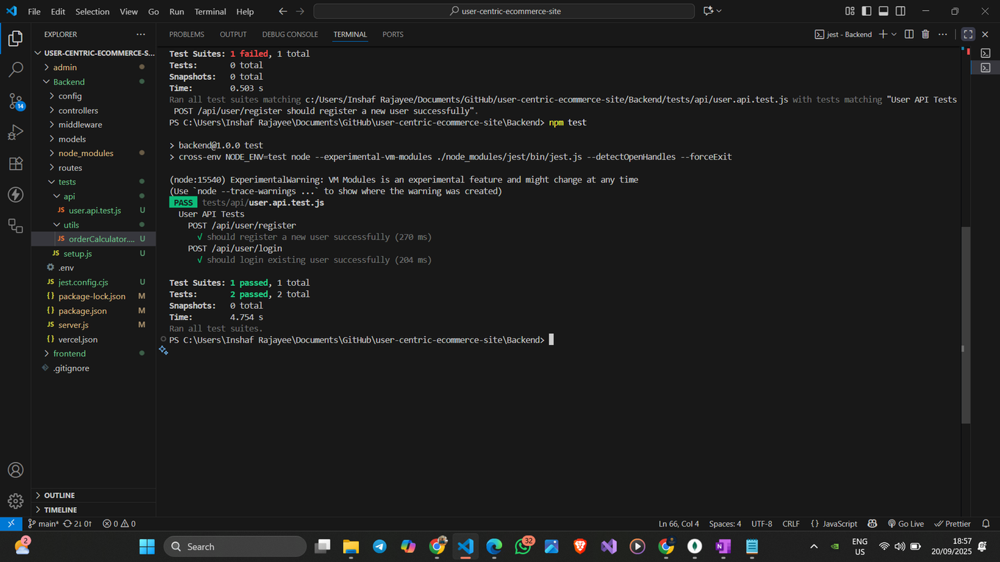 File Edit Selection View Go Run Terminal Help
user-centric-ecommerce-site
EXPLORER
PROBLEMS OUTPUT DEBUG CONSOLE TERMINAL PORTS
jest - Backend
USER-CENTRIC-ECOMMERCE-S...
admin
Backend
config
controllers
middleware
models
node_modules
routes
tests
api
JS user.api.test.js U
utils
JS orderCalculator.... U
JS setup.js U
.env
JS jest.config.cjs U
{} package-lock.json M
{} package.json M
JS server.js M
{} vercel.json
frontend
.gitignore
14
OUTLINE
TIMELINE
Test Suites: 1 failed, 1 total
Tests: 0 total
Snapshots: 0 total
Time: 0.503 s
Ran all test suites matching c:/Users/Inshaf Rajayee/Documents/GitHub/user-centric-ecommerce-site/Backend/tests/api/user.api.test.js with tests matching "User API Tests
POST /api/user/register should register a new user successfully".
PS C:\Users\Inshaf Rajayee\Documents\GitHub\user-centric-ecommerce-site\Backend> npm test
> backend@1.0.0 test
> cross-env NODE_ENV=test node --experimental-vm-modules ./node_modules/jest/bin/jest.js --detectOpenHandles --forceExit
(node:15540) ExperimentalWarning: VM Modules is an experimental feature and might change at any time
(Use `node --trace-warnings ...` to show where the warning was created)
PASS tests/api/user.api.test.js
User API Tests
POST /api/user/register
√ should register a new user successfully (270 ms)
POST /api/user/login
√ should login existing user successfully (204 ms)
Test Suites: 1 passed, 1 total
Tests: 2 passed, 2 total
Snapshots: 0 total
Time: 4.754 s
Ran all test suites.
PS C:\Users\Inshaf Rajayee\Documents\GitHub\user-centric-ecommerce-site\Backend>
main* 2↓ 0↑ 0 0
Ln 66, Col 4 Spaces: 4 UTF-8 CRLF {} JavaScript Go Live Prettier
2
Search
32
N
ENG
US
18:57
20/09/2025